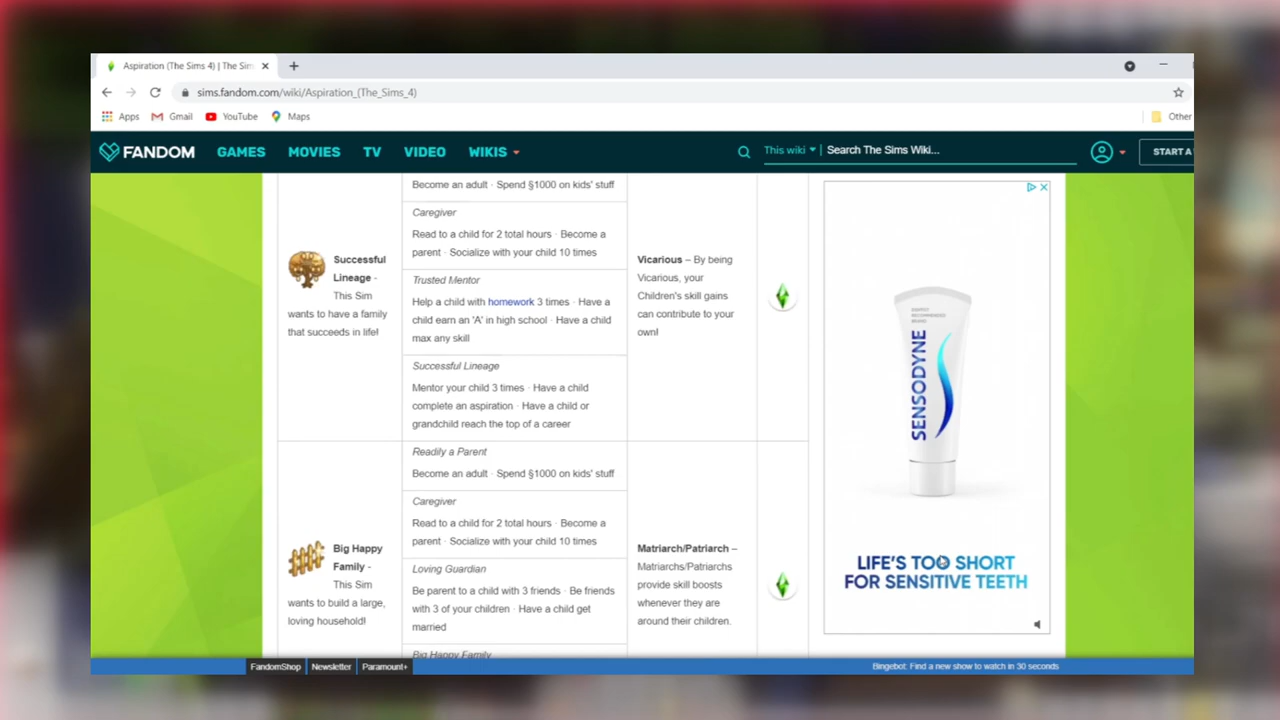 Aspiration (The Sims 4) | The Sim
sims.fandom.com/wiki/Aspiration_(The_Sims_4)
Apps Gmail YouTube Maps Other
FANDOM GAMES MOVIES TV VIDEO WIKIS This wiki Search The Sims Wiki... START A
Become an adult · Spend §1000 on kids' stuff
Caregiver
Read to a child for 2 total hours · Become a
parent · Socialize with your child 10 times
Successful
Lineage -
This Sim
wants to have a family
that succeeds in life!
Trusted Mentor
Help a child with homework 3 times · Have a
child earn an 'A' in high school · Have a child
max any skill
Successful Lineage
Mentor your child 3 times · Have a child
complete an aspiration · Have a child or
grandchild reach the top of a career
Vicarious – By being
Vicarious, your
Children's skill gains
can contribute to your
own!
Readily a Parent
Become an adult · Spend §1000 on kids' stuff
Caregiver
Read to a child for 2 total hours · Become a
parent · Socialize with your child 10 times
Big Happy
Family -
This Sim
wants to build a large,
loving household!
Loving Guardian
Be parent to a child with 3 friends · Be friends
with 3 of your children · Have a child get
married
Big Happy Family
Matriarch/Patriarch –
Matriarchs/Patriarchs
provide skill boosts
whenever they are
around their children.
SENSODYNE
LIFE'S TOO SHORT
FOR SENSITIVE TEETH
FandomShop Newsletter Paramount+ Bingebot: Find a new show to watch in 30 seconds